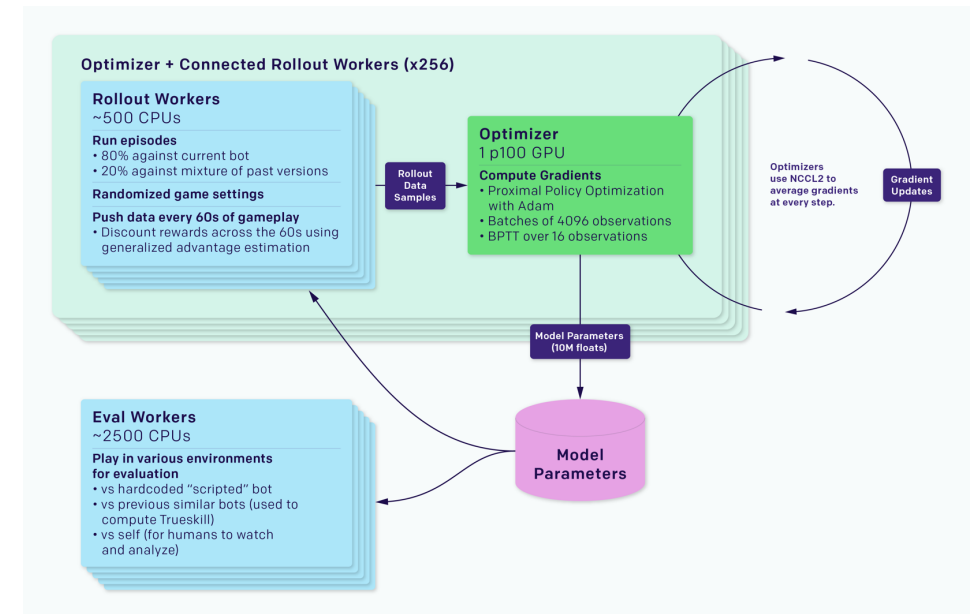 Optimizer + Connected Rollout Workers (x256)
Rollout Workers
~500 CPUs
Run episodes
• 80% against current bot
• 20% against mixture of past versions
Randomized game settings
Push data every 60s of gameplay
• Discount rewards across the 60s using
generalized advantage estimation
Rollout
Data
Samples
Optimizer
1 p100 GPU
Compute Gradients
• Proximal Policy Optimization
with Adam
• Batches of 4096 observations
• BPTT over 16 observations
Optimizers
use NCCL2 to
average gradients
at every step.
Gradient
Updates
Model Parameters
(10M floats)
Eval Workers
~2500 CPUs
Play in various environments
for evaluation
• vs hardcoded “scripted” bot
• vs previous similar bots (used to
compute Trueskill)
• vs self (for humans to watch
and analyze)
Model
Parameters